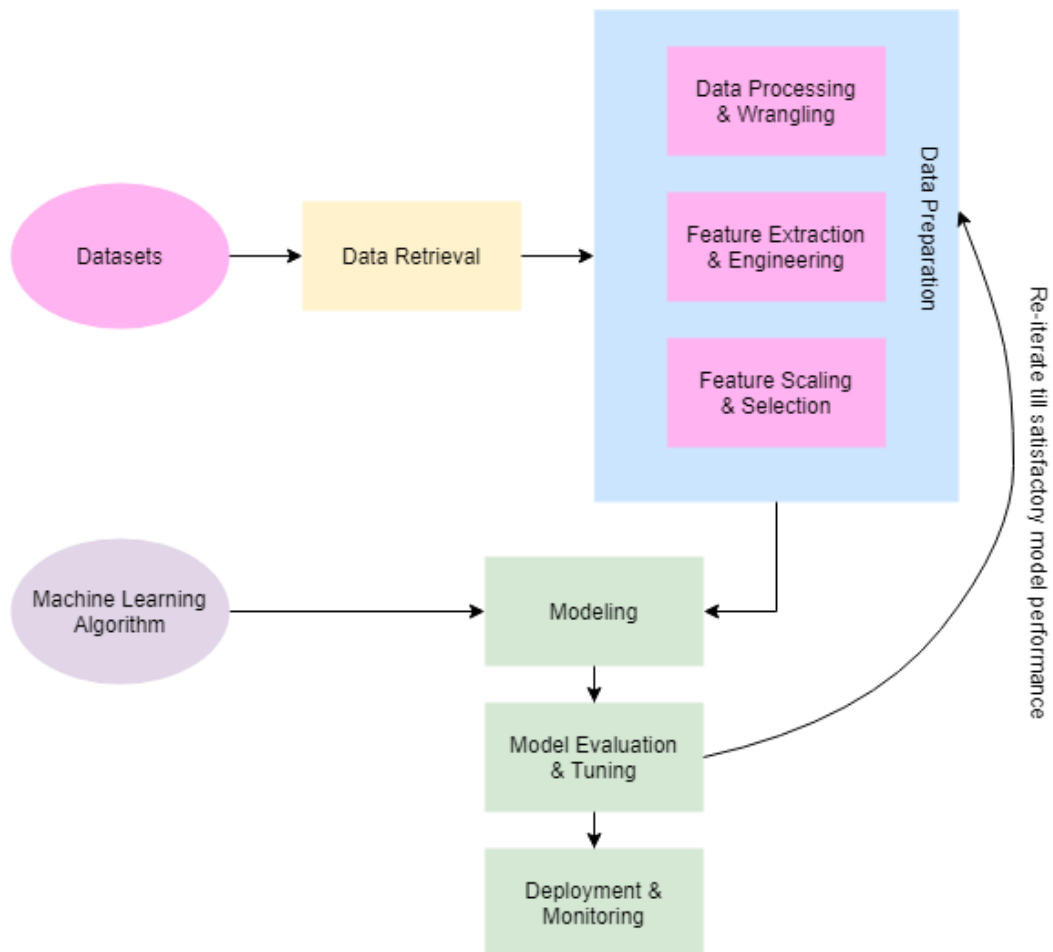 Data Processing
& Wrangling
Data Preparation
Datasets
Data Retrieval
Feature Extraction
& Engineering
Feature Scaling
& Selection
Re-iterate till satisfactory model performance
Machine Learning
Algorithm
Modeling
Model Evaluation
& Tuning
Deployment &
Monitoring